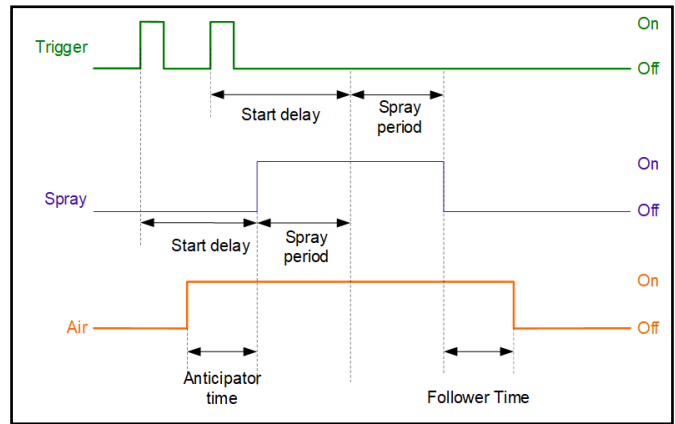 On
Trigger
Off
Start delay
Spray
period
On
Spray
Off
Start delay
Spray
period
On
Air
Off
Anticipator
time
Follower Time